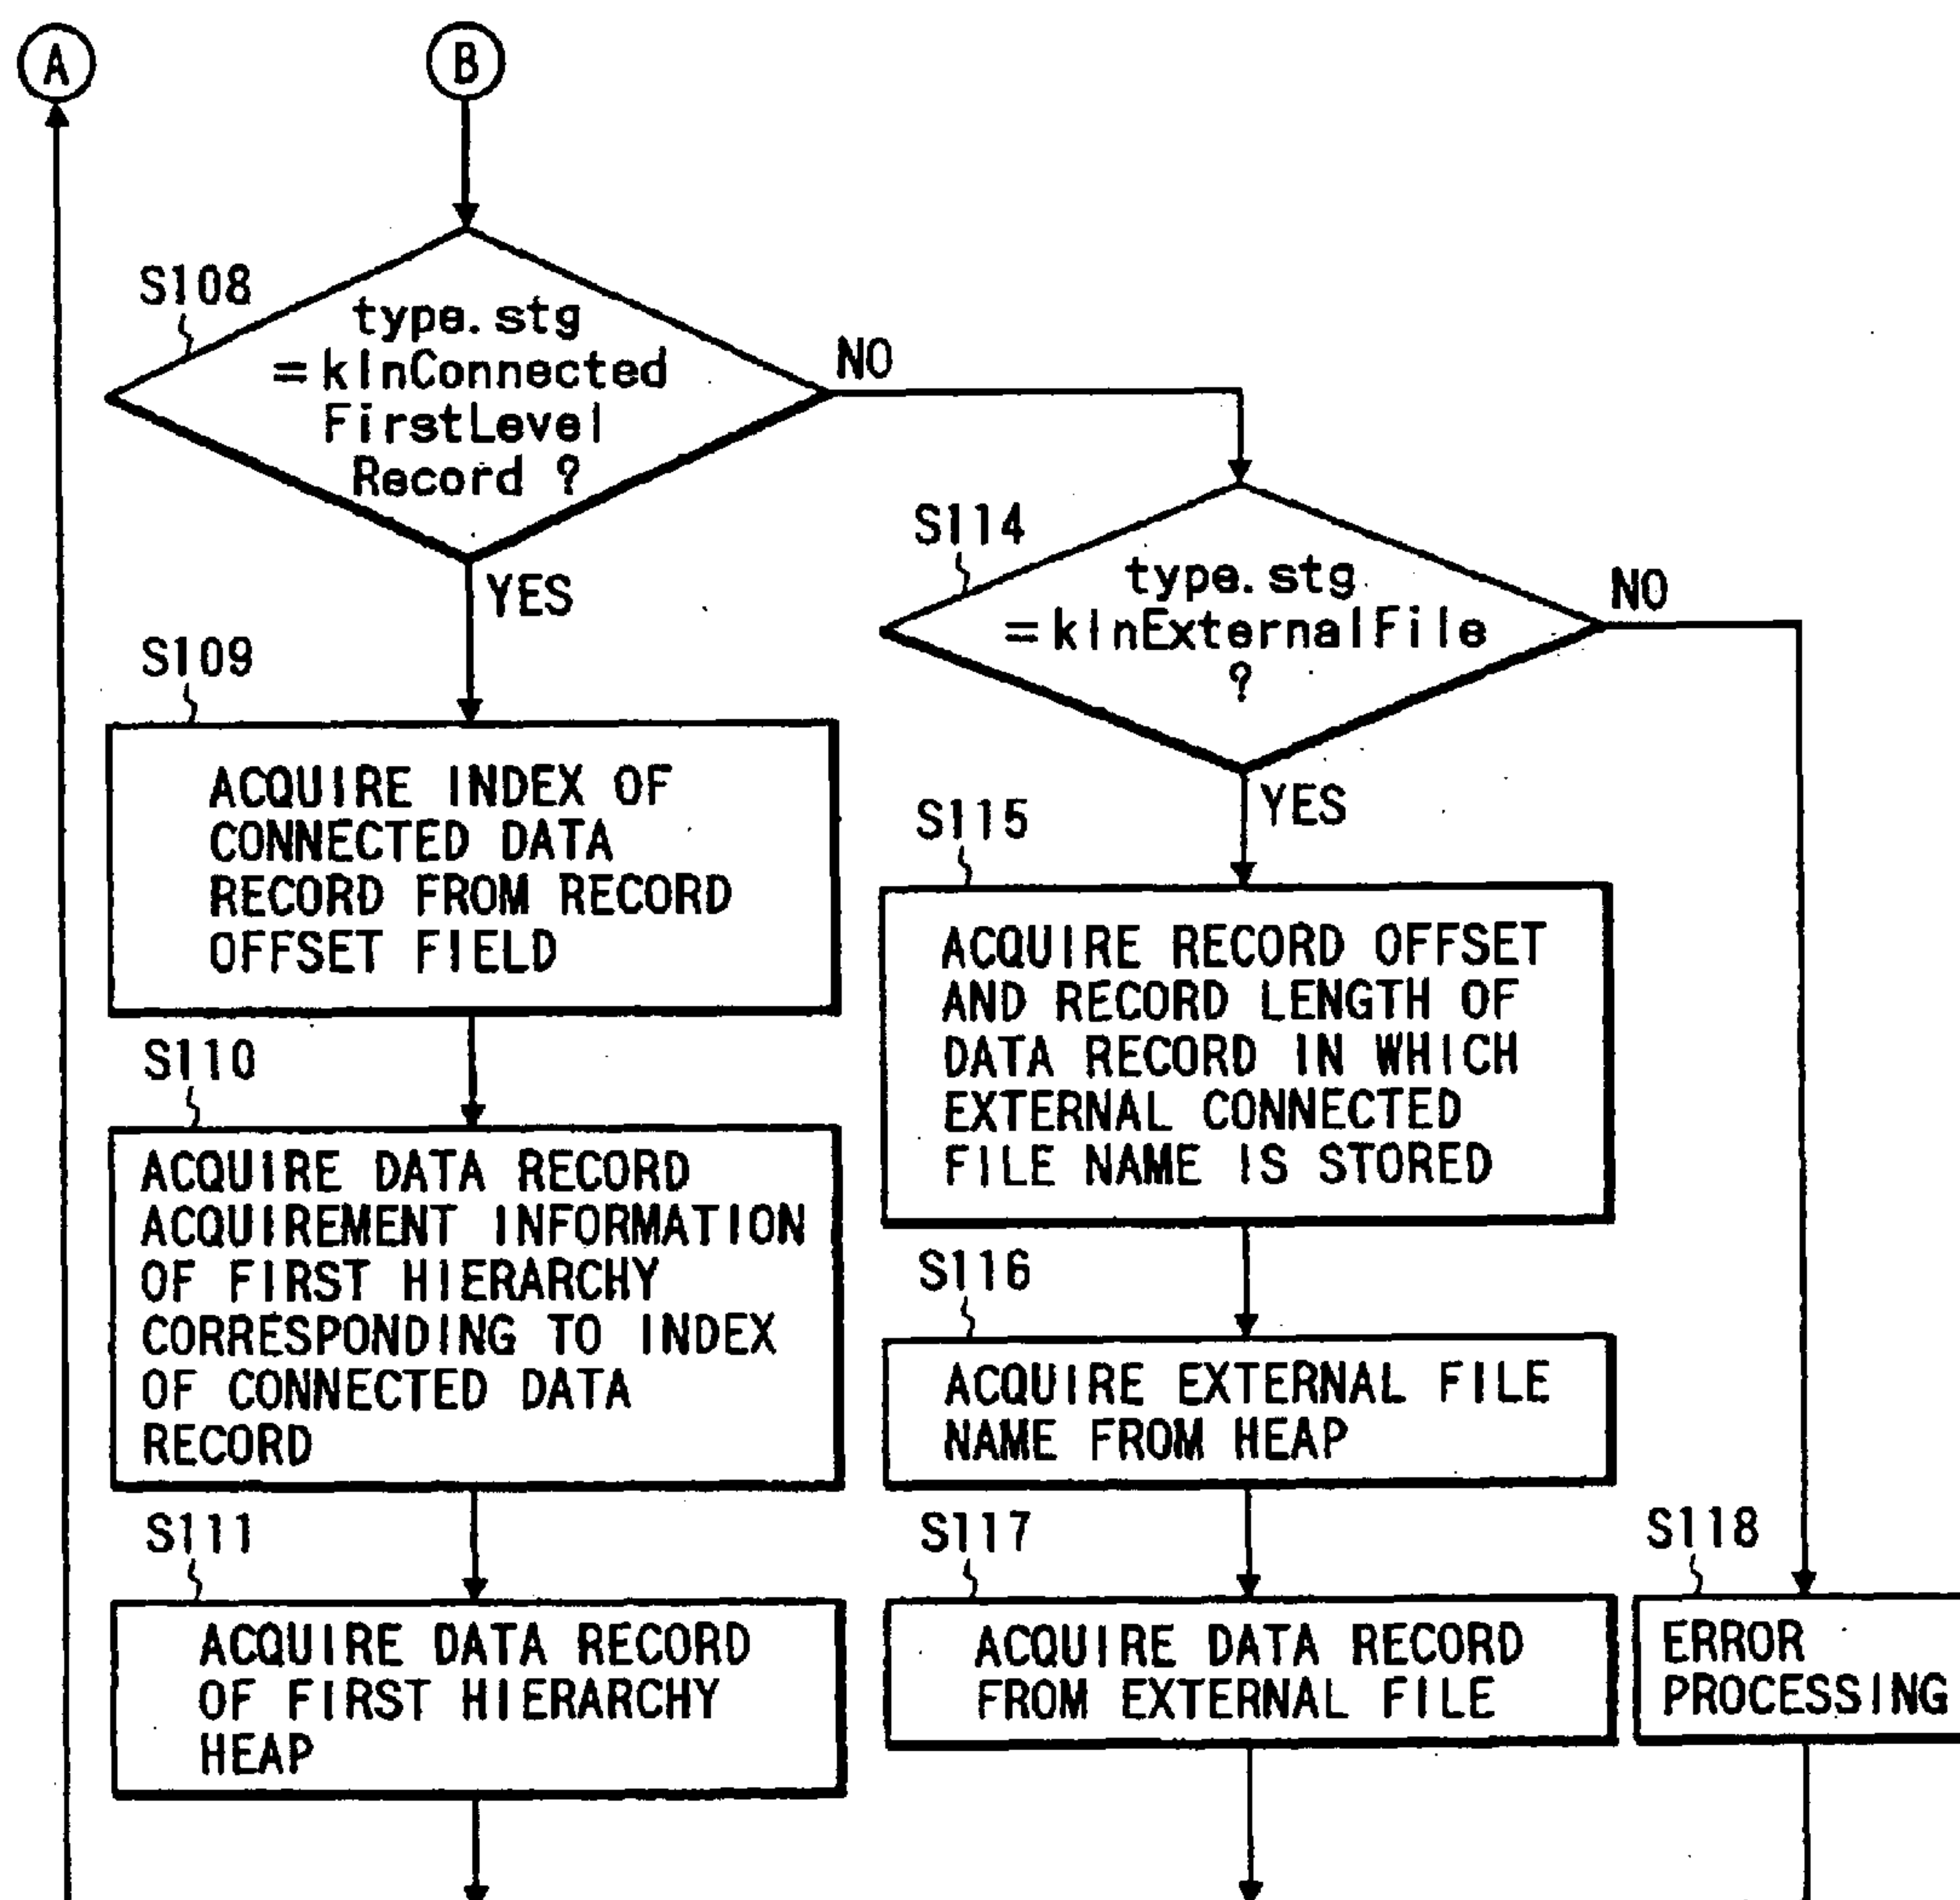 A
B
S108
type.stg
=kInConnected
FirstLevel
Record ?
NO
YES
S109
ACQUIRE INDEX OF
CONNECTED DATA
RECORD FROM RECORD
OFFSET FIELD
S110
ACQUIRE DATA RECORD
ACQUIREMENT INFORMATION
OF FIRST HIERARCHY
CORRESPONDING TO INDEX
OF CONNECTED DATA
RECORD
S111
ACQUIRE DATA RECORD
OF FIRST HIERARCHY
HEAP
S114
type.stg
=kInExternalFile
?
NO
YES
S115
ACQUIRE RECORD OFFSET
AND RECORD LENGTH OF
DATA RECORD IN WHICH
EXTERNAL CONNECTED
FILE NAME IS STORED
S116
ACQUIRE EXTERNAL FILE
NAME FROM HEAP
S117
ACQUIRE DATA RECORD
FROM EXTERNAL FILE
S118
ERROR
PROCESSING